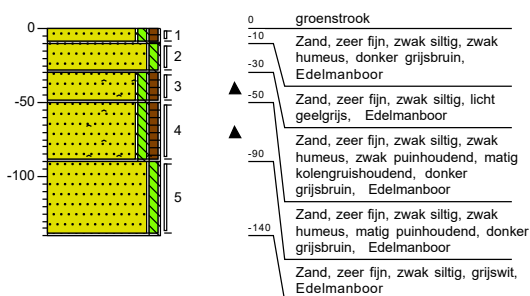 0
-50
-100
1
2
3
4
5
0
-10
-30
-50
-90
-140
groenstrook
Zand, zeer fijn, zwak siltig, zwak
humeus, donker grijsbruin,
Edelmanboor
Zand, zeer fijn, zwak siltig, licht
geelgrijs, Edelmanboor
Zand, zeer fijn, zwak siltig, zwak
humeus, zwak puinhoudend, matig
kolengruishoudend, donker
grijsbruin, Edelmanboor
Zand, zeer fijn, zwak siltig, zwak
humeus, matig puinhoudend, donker
grijsbruin, Edelmanboor
Zand, zeer fijn, zwak siltig, grijswit,
Edelmanboor